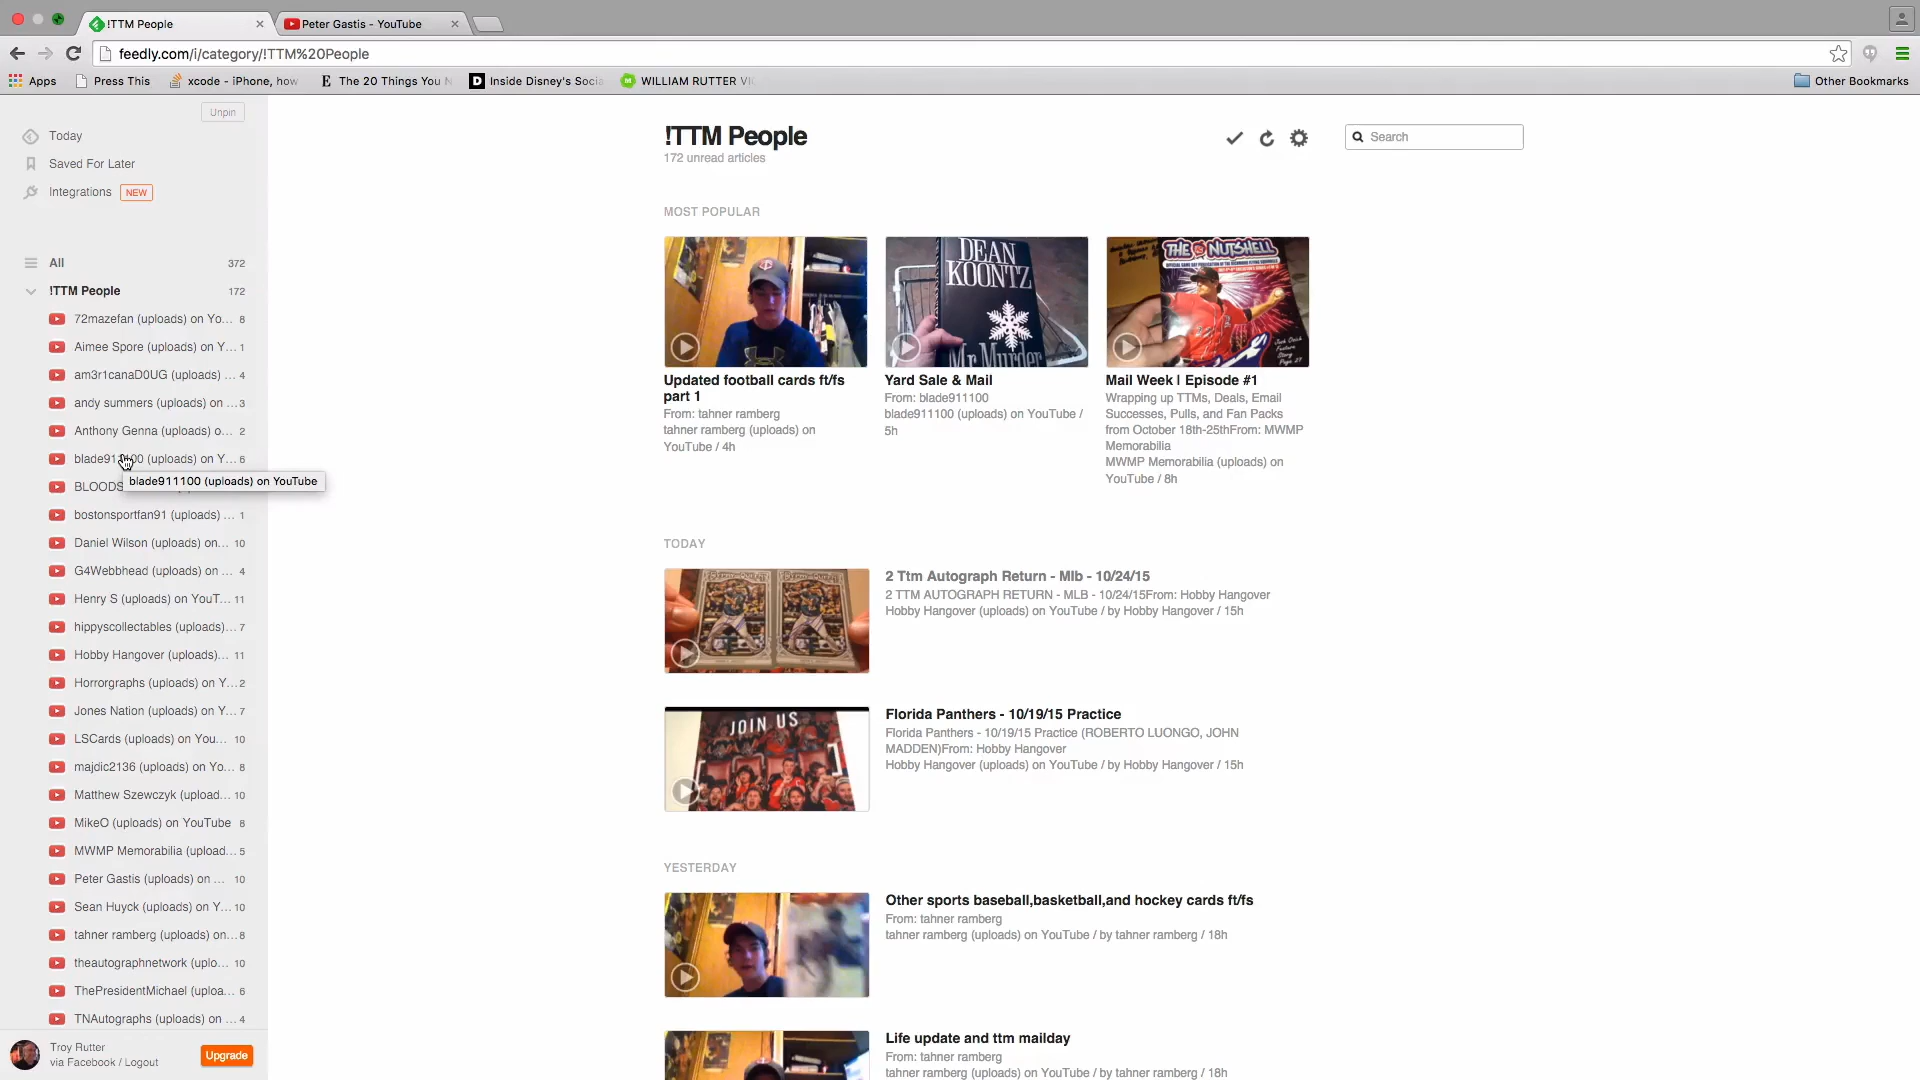 !TTM People
Peter Gastis - YouTube
feedly.com/i/category/!TTM%20People
Apps
Press This
xcode - iPhone, how
The 20 Things You N
Inside Disney's Socia
WILLIAM RUTTER VI
Other Bookmarks
Unpin
Today
Saved For Later
Integrations NEW
All 372
!TTM People 172
72mazefan (uploads) on Yo... 8
Aimee Spore (uploads) on Y... 1
am3r1canaD0UG (uploads) ... 4
andy summers (uploads) on ... 3
Anthony Genna (uploads) o... 2
(uploads) on Y... 6
blade911100 (uploads) on YouTube
BLOODS
bostonsportfan91 (uploads) ... 1
Daniel Wilson (uploads) on... 10
G4Webbhead (uploads) on ... 4
Henry S (uploads) on YouT... 11
hippyscollectables (uploads)... 7
Hobby Hangover (uploads)... 11
Horrorgraphs (uploads) on Y... 2
Jones Nation (uploads) on Y... 7
LSCards (uploads) on You... 10
majdic2136 (uploads) on Yo... 8
Matthew Szewczyk (upload... 10
MikeO (uploads) on YouTube 8
MWMP Memorabilia (upload... 5
Peter Gastis (uploads) on ... 10
Sean Huyck (uploads) on Y... 10
tahner ramberg (uploads) on... 8
theautographnetwork (uplo... 10
ThePresidentMichael (uploa... 6
TNAutographs (uploads) on ... 4
Troy Rutter
via Facebook / Logout
Upgrade
!TTM People
172 unread articles
Search
MOST POPULAR
DEAN
KOONTZ
Mr. Murder
THE NUTSHELL
Updated football cards ft/fs
part 1
From: tahner ramberg
tahner ramberg (uploads) on
YouTube / 4h
Yard Sale & Mail
From: blade911100
blade911100 (uploads) on YouTube /
5h
Mail Week | Episode #1
Wrapping up TTMs, Deals, Email
Successes, Pulls, and Fan Packs
from October 18th-25thFrom: MWMP
Memorabilia
MWMP Memorabilia (uploads) on
YouTube / 8h
TODAY
2 Ttm Autograph Return - Mlb - 10/24/15
2 TTM AUTOGRAPH RETURN - MLB - 10/24/15From: Hobby Hangover
Hobby Hangover (uploads) on YouTube / by Hobby Hangover / 15h
JOIN US
Florida Panthers - 10/19/15 Practice
Florida Panthers - 10/19/15 Practice (ROBERTO LUONGO, JOHN
MADDEN)From: Hobby Hangover
Hobby Hangover (uploads) on YouTube / by Hobby Hangover / 15h
YESTERDAY
Other sports baseball,basketball,and hockey cards ft/fs
From: tahner ramberg
tahner ramberg (uploads) on YouTube / by tahner ramberg / 18h
Life update and ttm mailday
From: tahner ramberg
tahner ramberg (uploads) on YouTube / by tahner ramberg / 18h